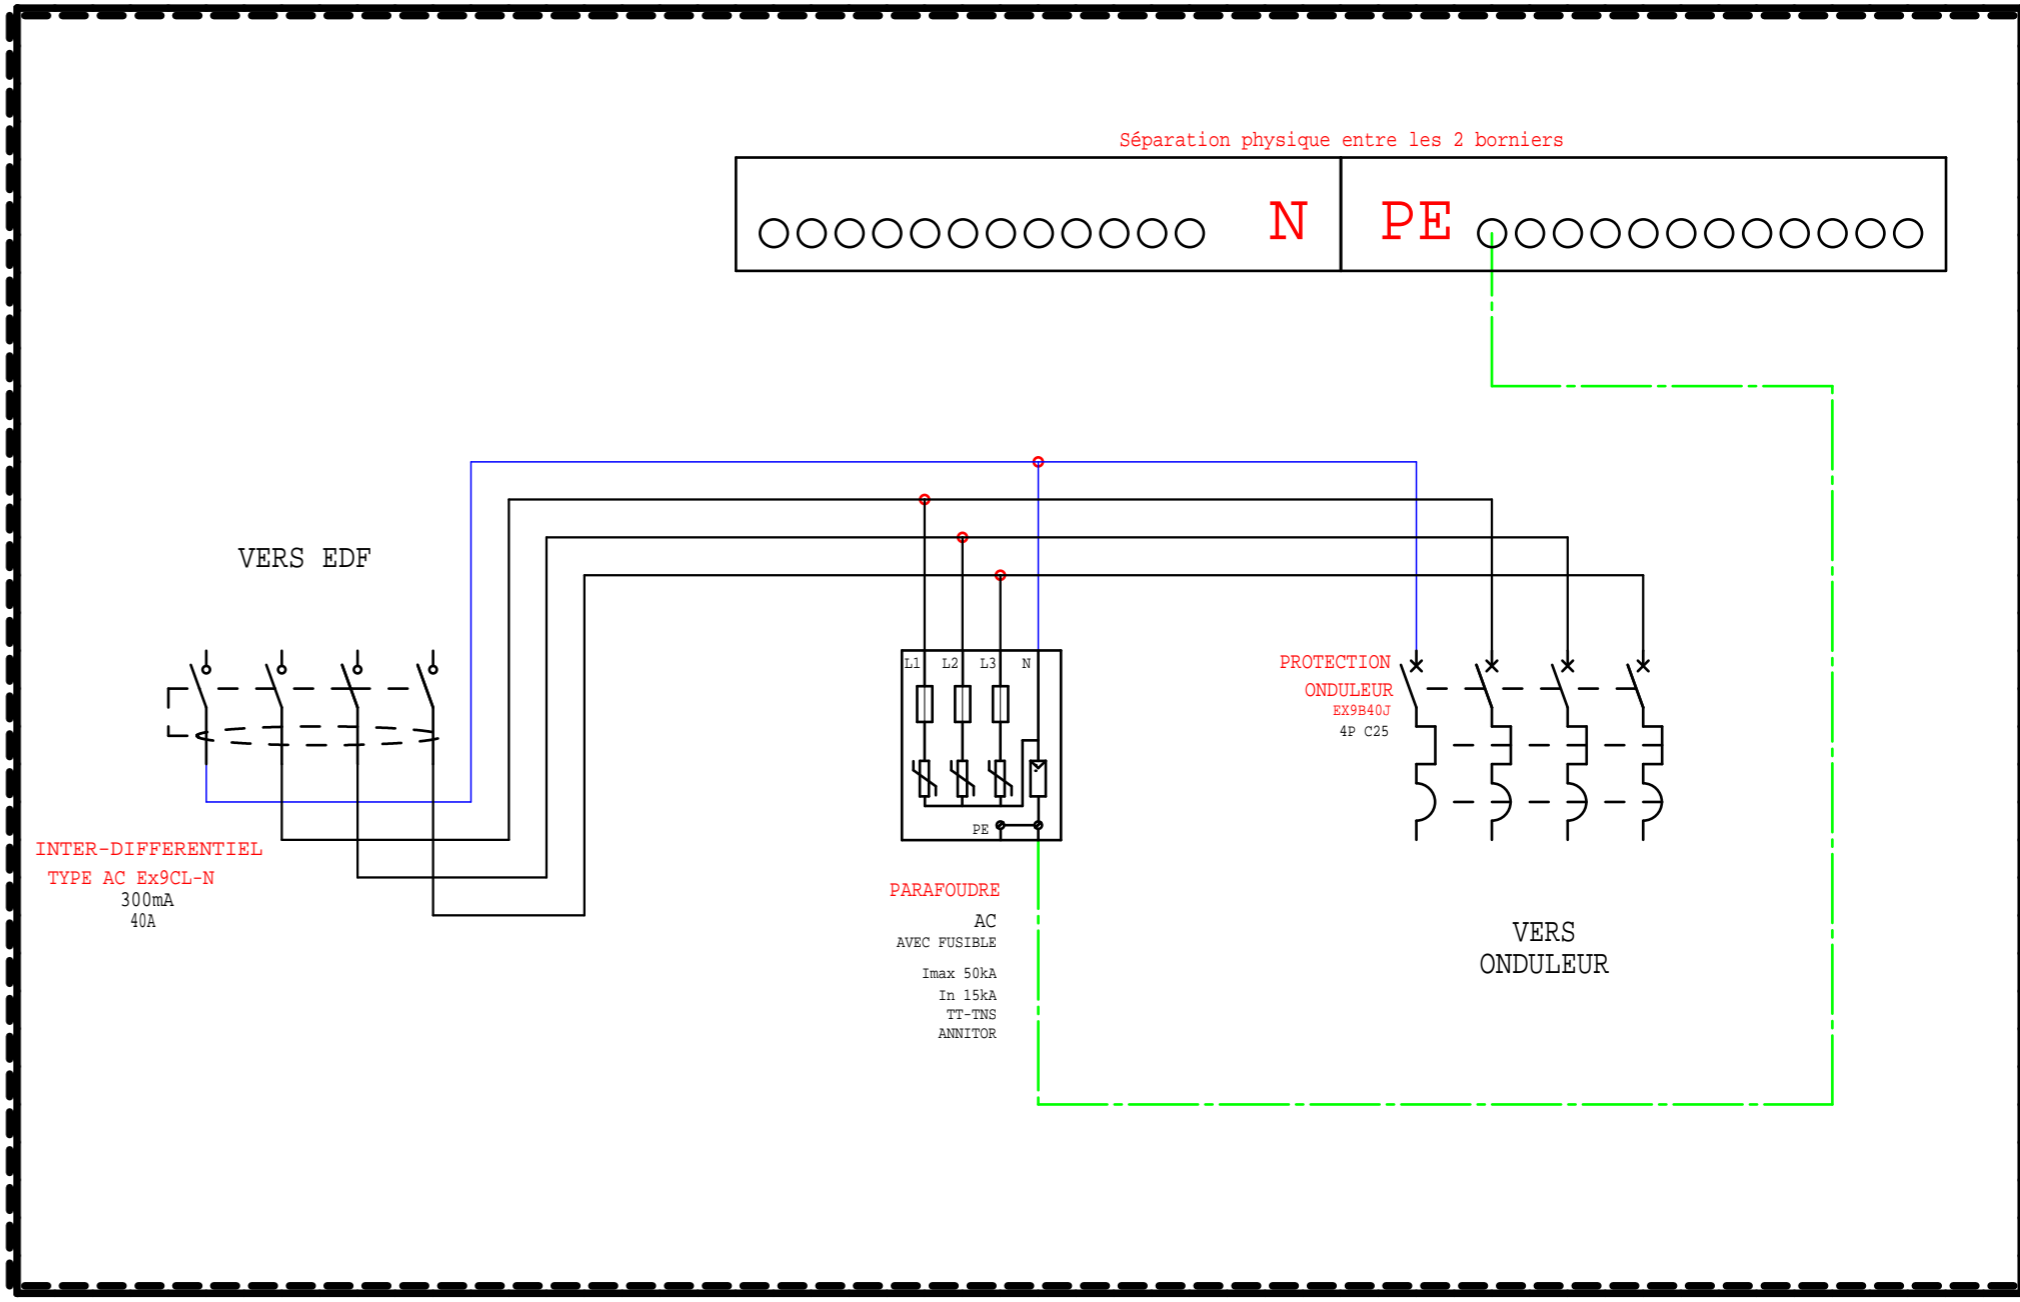 Séparation physique entre les 2 borniers
N PE
VERS EDF
L1 L2 L3 N
PE
PROTECTION
ONDULEUR
EX9B40J
4P C25
INTER-DIFFERENTIEL
TYPE AC Ex9CL-N
300mA
40A
PARAFOUDRE
AC
AVEC FUSIBLE
Imax 50kA
In 15kA
TT-TNS
ANNITOR
VERS
ONDULEUR